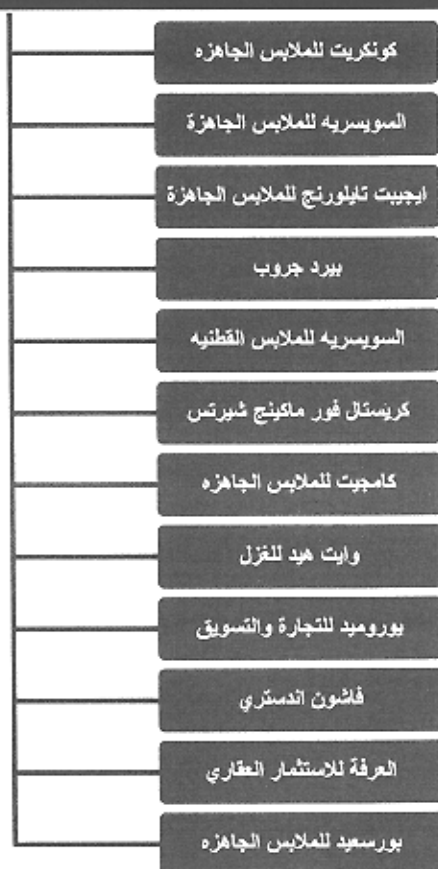 كونكريت للملابس الجاهزه
السويسريه للملابس الجاهزة
ايجيبت تايلورنج للملابس الجاهزة
بيرد جروب
السويسريه للملابس القطنيه
كريستال فور ماكينج شيرتس
كامجيت للملابس الجاهزه
وايت هيد للغزل
يوروميد للتجارة والتسويق
فاشون اندستري
العرفة للاستثمار العقاري
بورسعيد للملابس الجاهزه